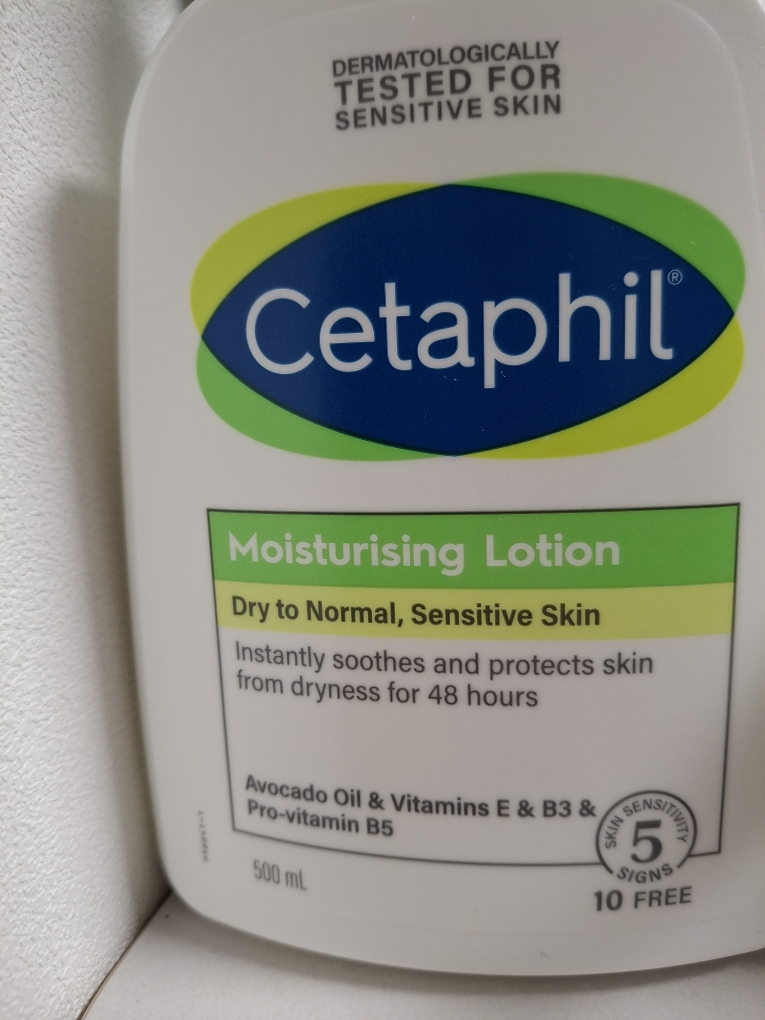 DERMATOLOGICALLY
TESTED FOR
SENSITIVE SKIN
Cetaphil®
Moisturising Lotion
Dry to Normal, Sensitive Skin
Instantly soothes and protects skin
from dryness for 48 hours
Avocado Oil & Vitamins E & B3 &
Pro-vitamin B5
SKIN SENSITIVITY
5
SIGNS
500 mL
10 FREE